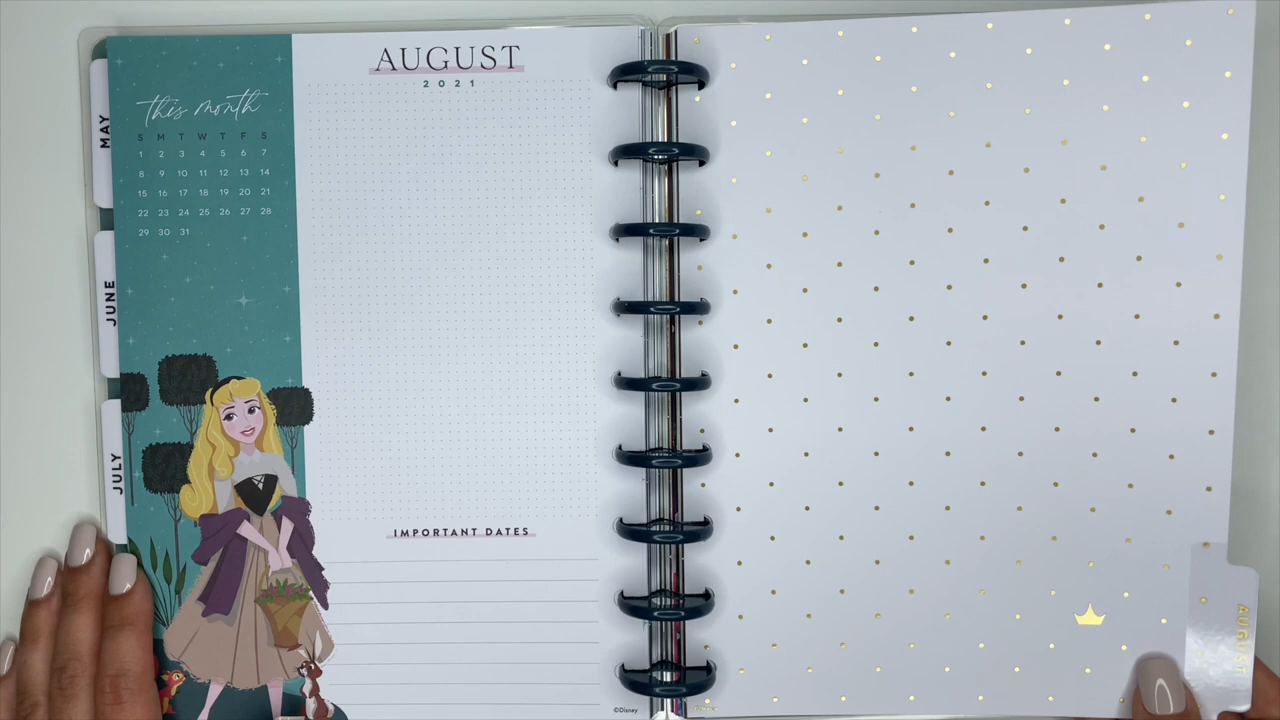 MAY
JUNE
JULY
this month
S M T W T F S
1 2 3 4 5 6 7
8 9 10 11 12 13 14
15 16 17 18 19 20 21
22 23 24 25 26 27 28
29 30 31
AUGUST
2021
IMPORTANT DATES
©Disney
AUGUST